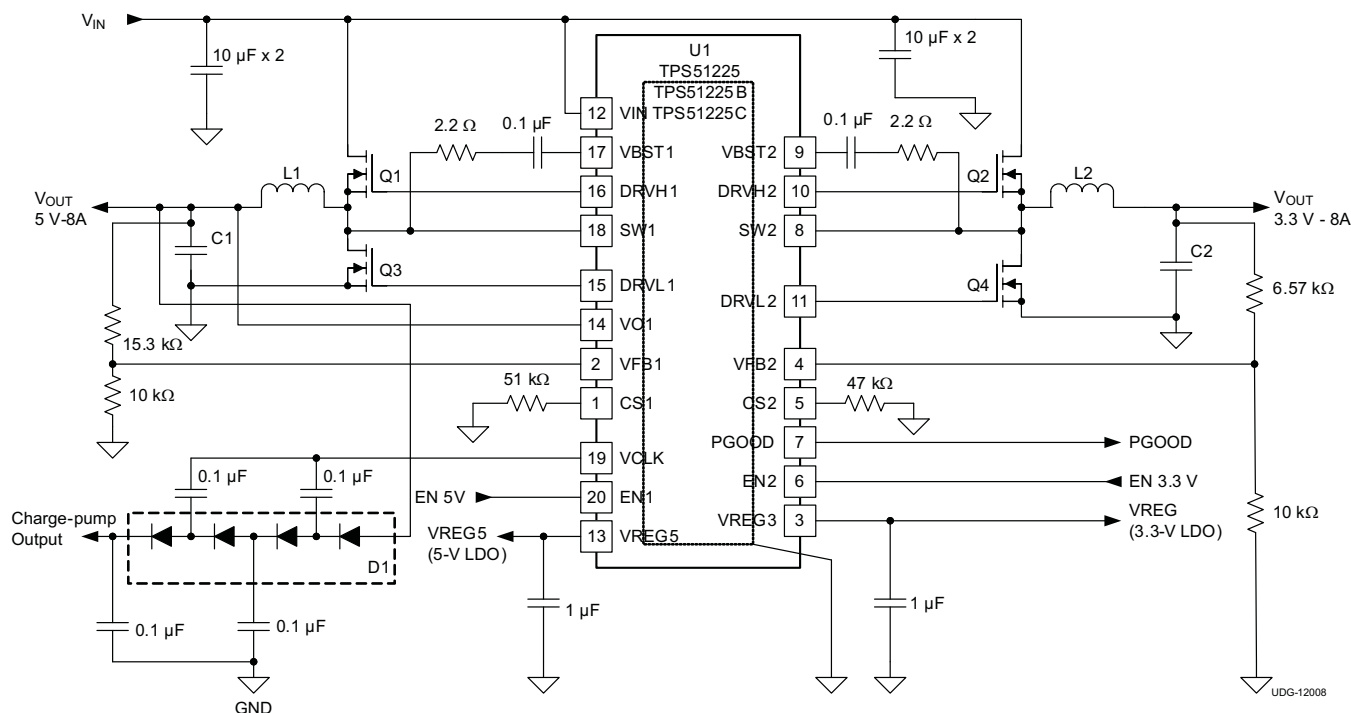 VIN
10 µF x 2
U1
TPS51225
TPS51225B
TPS51225C
10 µF x 2
12 VIN
2.2 Ω
0.1 µF
17 VBST1
VBST2 9
0.1 µF
2.2 Ω
Q1
16 DRVH1
DRVH2 10
Q2
L1
L2
VOUT
5 V-8A
VOUT
3.3 V - 8A
C1
18 SW1
SW2 8
C2
Q3
15 DRVL1
DRVL2 11
Q4
6.57 kΩ
14 VO1
15.3 kΩ
2 VFB1
VFB2 4
10 kΩ
51 kΩ
1 CS1
CS2 5
47 kΩ
PGOOD 7
PGOOD
19 VCLK
0.1 µF
0.1 µF
EN2 6
EN 3.3 V
EN 5V
20 EN1
Charge-pump
Output
VREG5
(5-V LDO)
13 VREG5
VREG3 3
VREG
(3.3-V LDO)
10 kΩ
D1
0.1 µF
0.1 µF
1 µF
1 µF
GND
UDG-12008